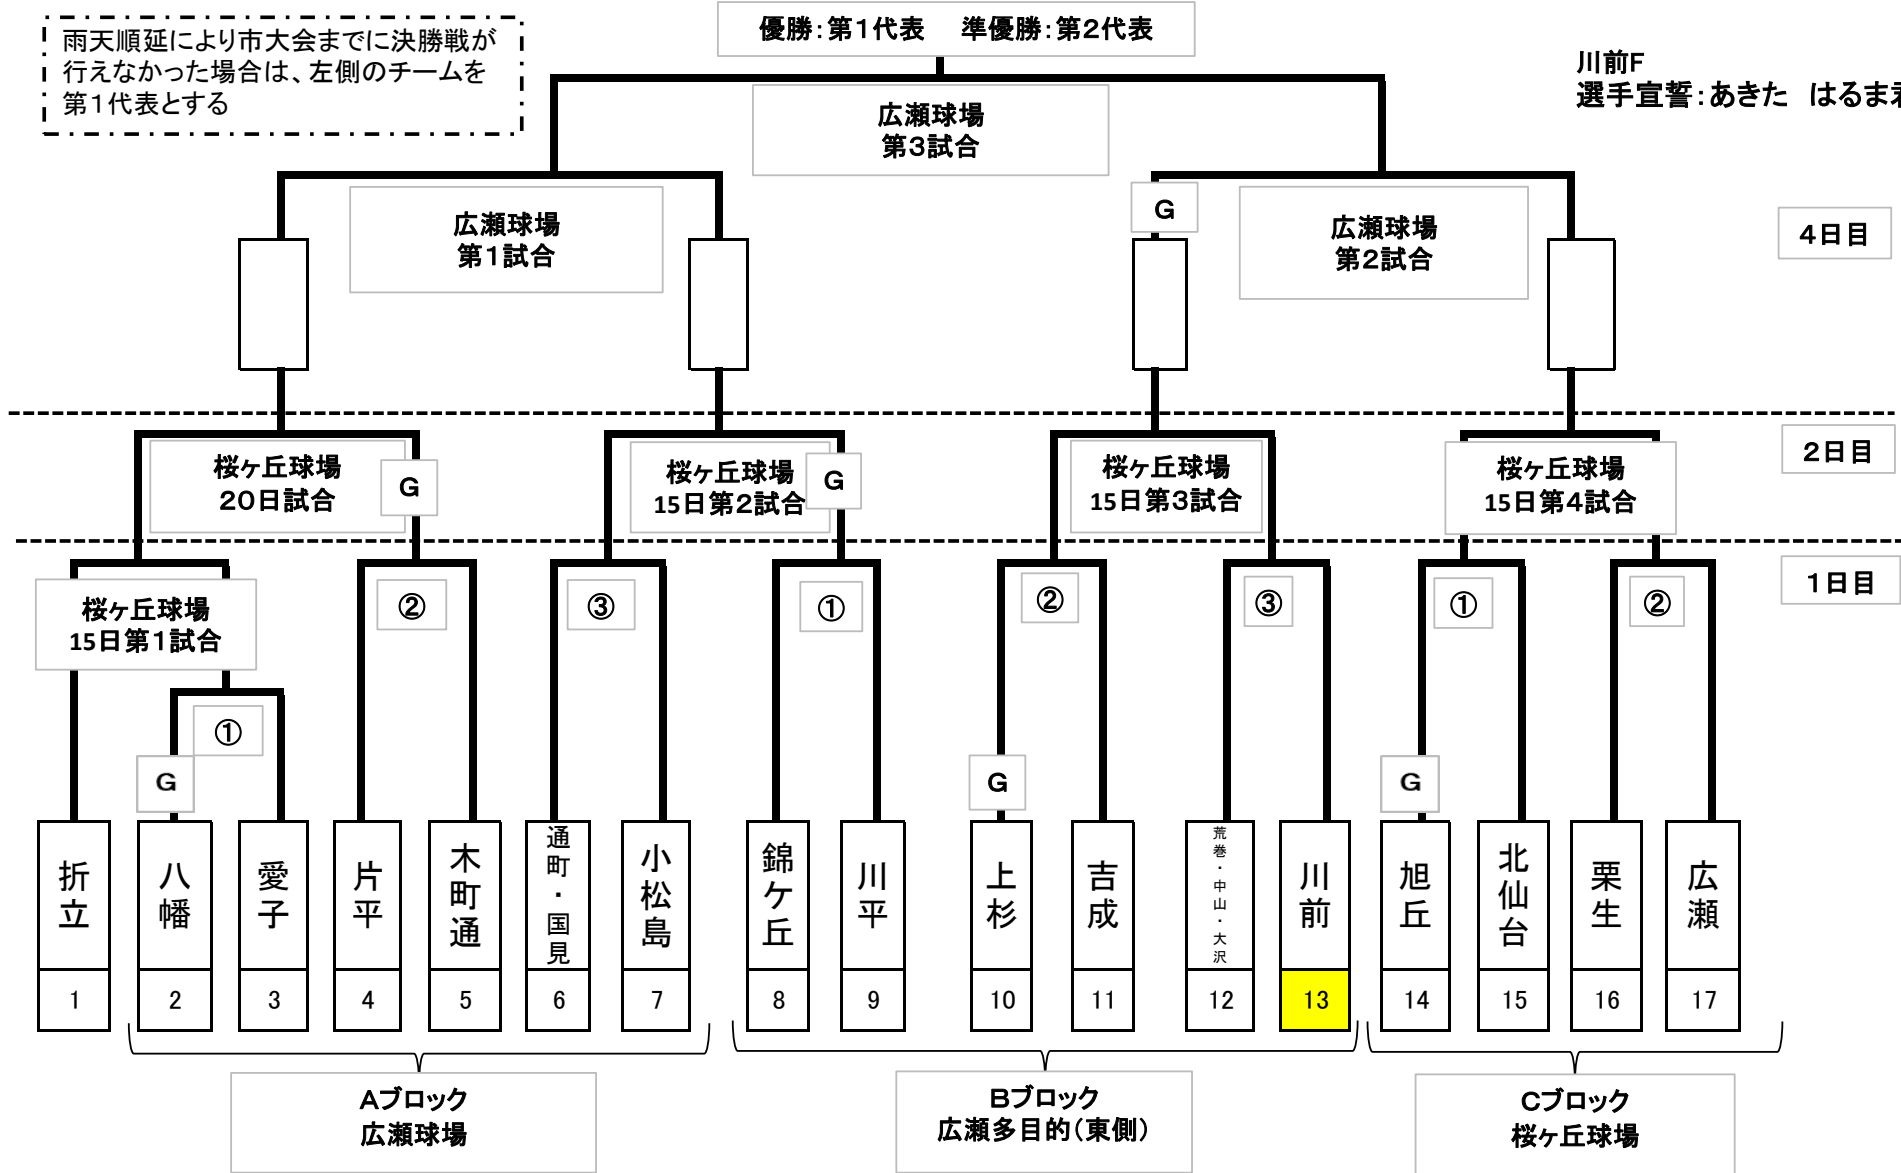 雨天順延により市大会までに決勝戦が
行えなかった場合は、左側のチームを
第1代表とする
優勝：第1代表　準優勝：第2代表
川前F
選手宣誓：あきた　はるま君
広瀬球場
第3試合
広瀬球場
第1試合
G
広瀬球場
第2試合
4日目
桜ヶ丘球場
20日試合
G
桜ヶ丘球場
15日第2試合
G
桜ヶ丘球場
15日第3試合
桜ヶ丘球場
15日第4試合
2日目
桜ヶ丘球場
15日第1試合
②
③
①
②
③
①
②
1日目
①
G
G
G
折立
八幡
愛子
片平
木町通
通町・国見
小松島
錦ケ丘
川平
上杉
吉成
荒巻・中山・大沢
川前
旭丘
北仙台
栗生
広瀬
1
2
3
4
5
6
7
8
9
10
11
12
13
14
15
16
17
Aブロック
広瀬球場
Bブロック
広瀬多目的（東側）
Cブロック
桜ヶ丘球場